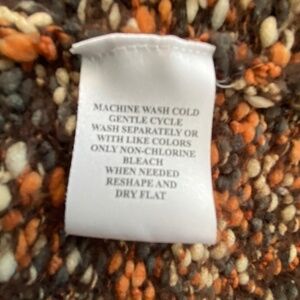 MACHINE WASH COLD
GENTLE CYCLE
WASH SEPARATELY OR
WITH LIKE COLORS
ONLY NON-CHLORINE
BLEACH
WHEN NEEDED
RESHAPE AND
DRY FLAT